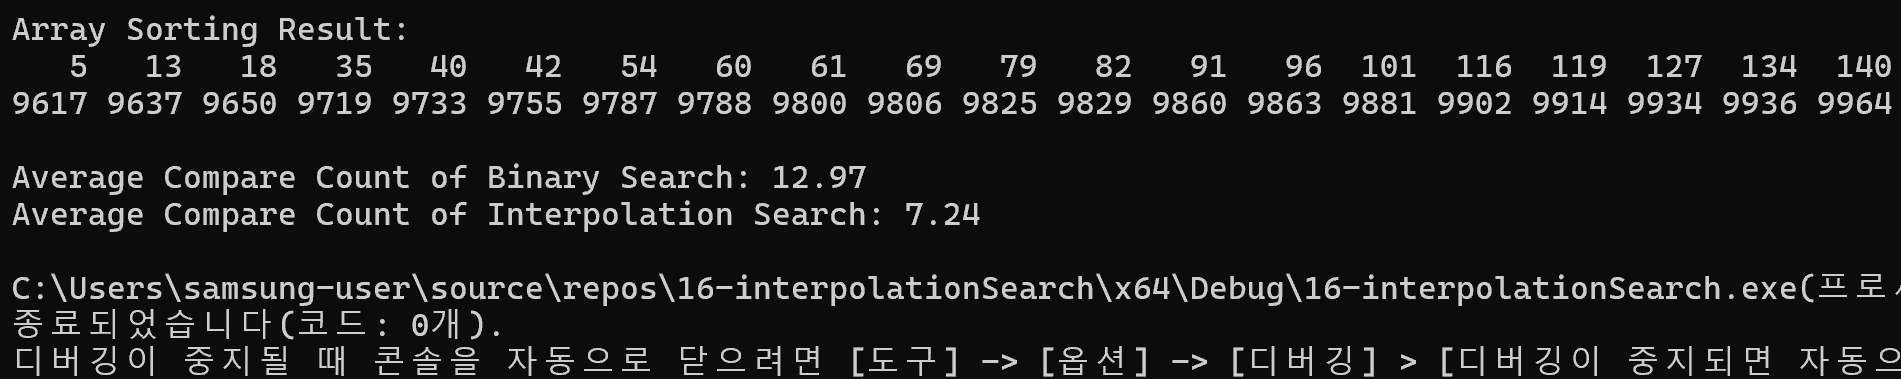 Array Sorting Result:
5 13 18 35 40 42 54 60 61 69 79 82 91 96 101 116 119 127 134 140
9617 9637 9650 9719 9733 9755 9787 9788 9800 9806 9825 9829 9860 9863 9881 9902 9914 9934 9936 9964
Average Compare Count of Binary Search: 12.97
Average Compare Count of Interpolation Search: 7.24
C:\Users\samsung-user\source\repos\16-interpolationSearch\x64\Debug\16-interpolationSearch.exe(프로
종료되었습니다(코드: 0개).
디버깅이 중지될 때 콘솔을 자동으로 닫으려면 [도구] -> [옵션] -> [디버깅] > [디버깅이 중지되면 자동으